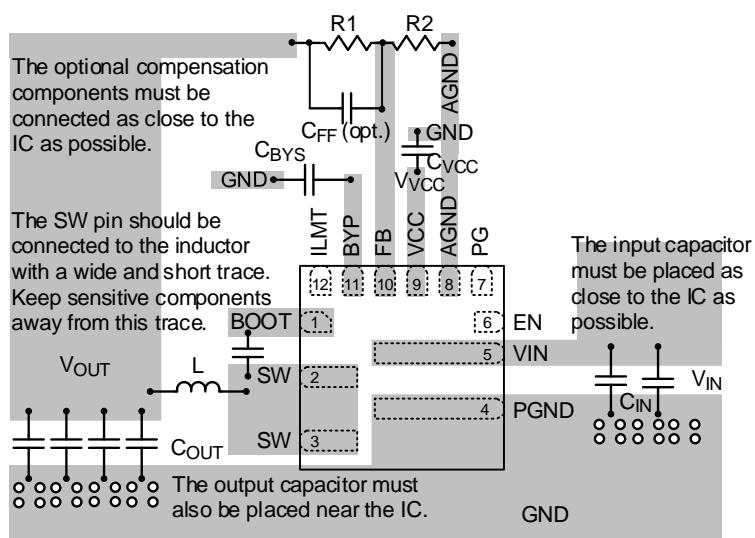 R1
R2
The optional compensation
components must be
connected as close to the
IC as possible.
AGND
CFF (opt.)
GND
CVCC
VVCC
CBYS
GND
The SW pin should be
connected to the inductor
with a wide and short trace.
Keep sensitive components
away from this trace.
ILMT
BYP
FB
VCC
AGND
PG
The input capacitor
must be placed as
close to the IC as
possible.
12
11
10
9
8
7
BOOT
1
6
EN
5
VIN
VOUT
L
SW
2
VIN
4
PGND
CIN
SW
3
COUT
The output capacitor must
also be placed near the IC.
GND